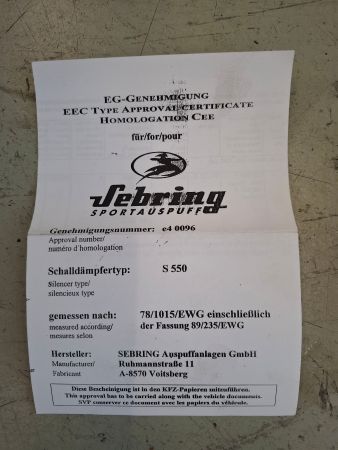 EG-GENEHMIGUNG
EEC TYPE APPROVAL CERTIFICATE
HOMOLOGATION CEE
für/for/pour
Sebring
SPORTAUSPUFF
Genehmigungsnummer: e4 0096
Approval number/
numéro d'homologation
Schalldämpfertyp: S 550
Silencer type/
silencieux type
gemessen nach: 78/1015/EWG einschließlich
measured according/ der Fassung 89/235/EWG
mesures selon
Hersteller: SEBRING Auspuffanlagen GmbH
Manufacturer/ Ruhmannstraße 11
Fabricant A-8570 Voitsberg
Diese Bescheinigung ist in den KFZ-Papieren mitzuführen.
This approval has to be carried along with the vehicle documents.
SVP conserver ce document avec les papiers du véhicule.